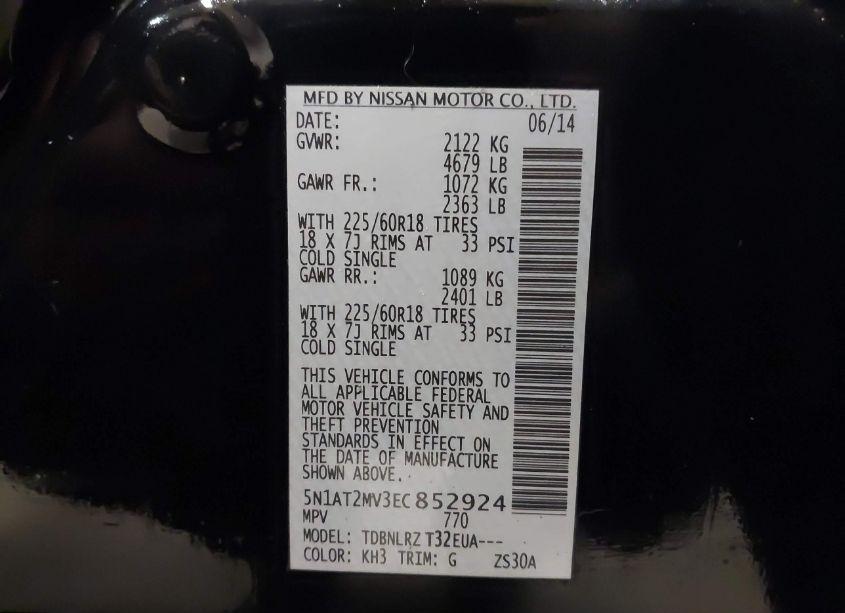 MFD BY NISSAN MOTOR CO., LTD.
DATE: 06/14
GVWR: 2122 KG
4679 LB
GAWR FR.: 1072 KG
2363 LB
WITH 225/60R18 TIRES
18 X 7J RIMS AT 33 PSI
COLD SINGLE
GAWR RR.: 1089 KG
2401 LB
WITH 225/60R18 TIRES
18 X 7J RIMS AT 33 PSI
COLD SINGLE
THIS VEHICLE CONFORMS TO
ALL APPLICABLE FEDERAL
MOTOR VEHICLE SAFETY AND
THEFT PREVENTION
STANDARDS IN EFFECT ON
THE DATE OF MANUFACTURE
SHOWN ABOVE.
5N1AT2MV3EC852924
MPV 770
MODEL: TDBNLRZ T32EUA---
COLOR: KH3 TRIM: G ZS30A